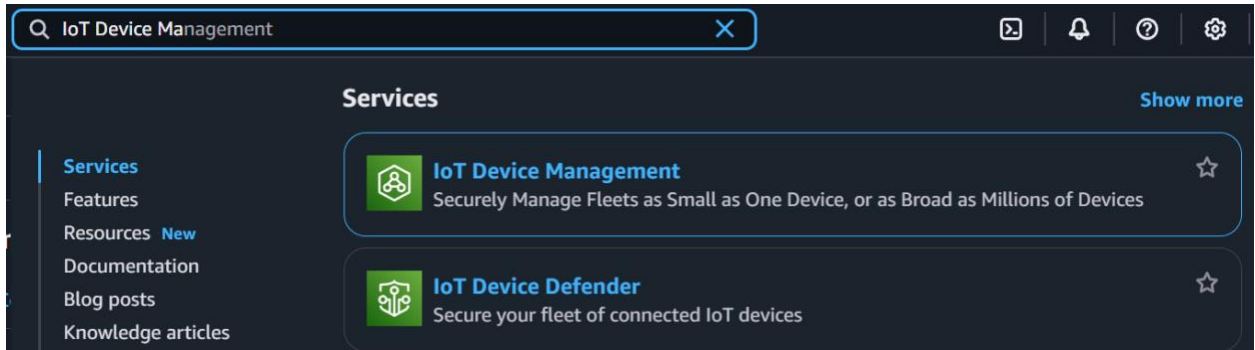 IoT Device Management
Services
Show more
Services
Features
Resources New
Documentation
Blog posts
Knowledge articles
IoT Device Management
Securely Manage Fleets as Small as One Device, or as Broad as Millions of Devices
IoT Device Defender
Secure your fleet of connected IoT devices